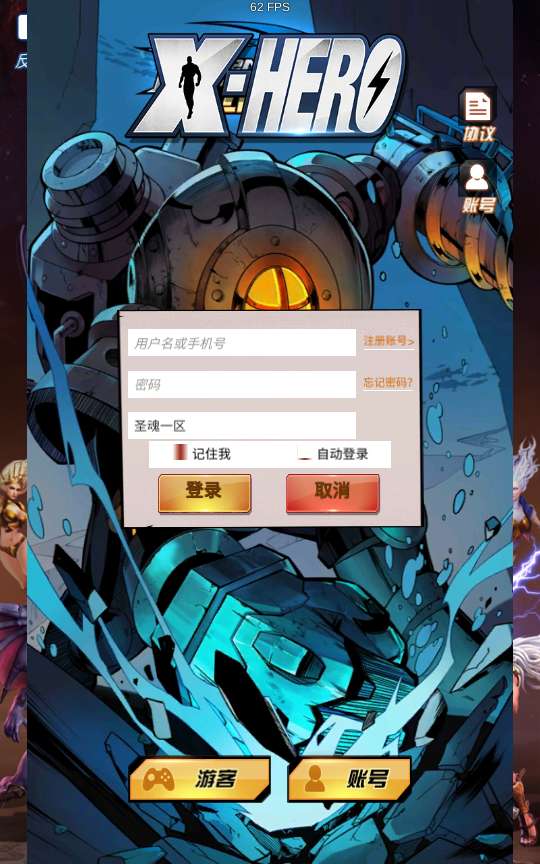 62 FPS
X-HERO
协议
账号
用户名或手机号
注册账号>
密码
忘记密码?
圣魂一区
记住我
自动登录
登录
取消
游客
账号